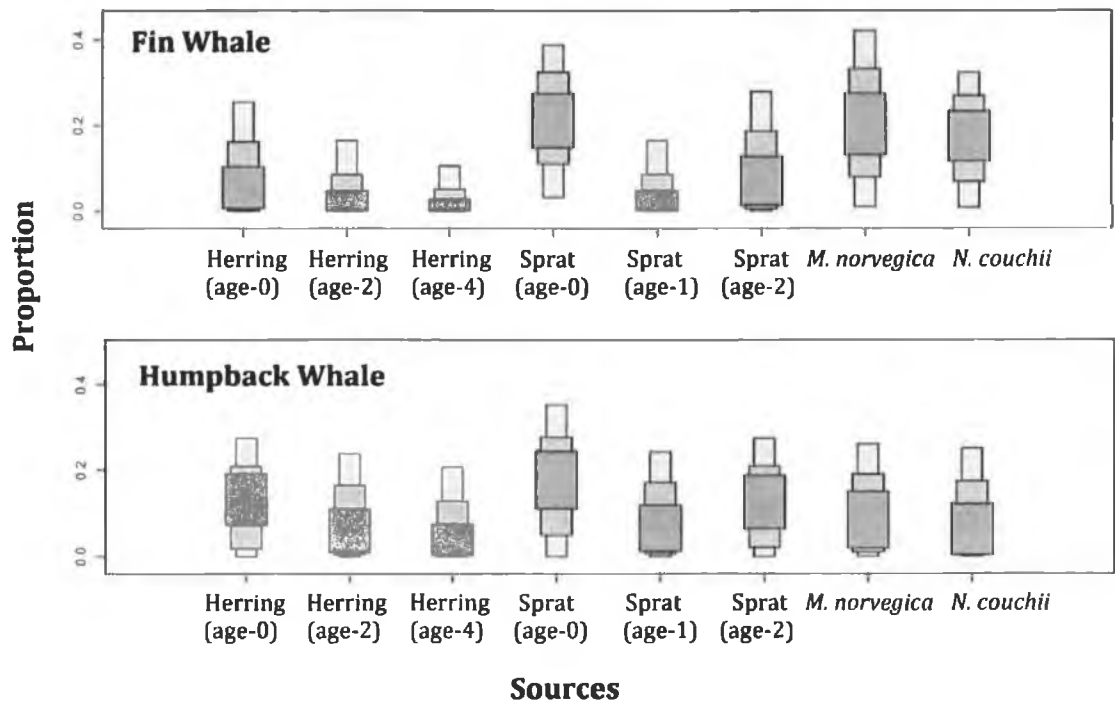 Fin Whale
0.4
0.2
0.0
Herring Herring Herring Sprat Sprat Sprat M. norvegica N. couchii
(age-0) (age-2) (age-4) (age-0) (age-1) (age-2)
Proportion
Humpback Whale
0.4
0.2
0.0
Herring Herring Herring Sprat Sprat Sprat M. norvegica N. couchii
(age-0) (age-2) (age-4) (age-0) (age-1) (age-2)
Sources